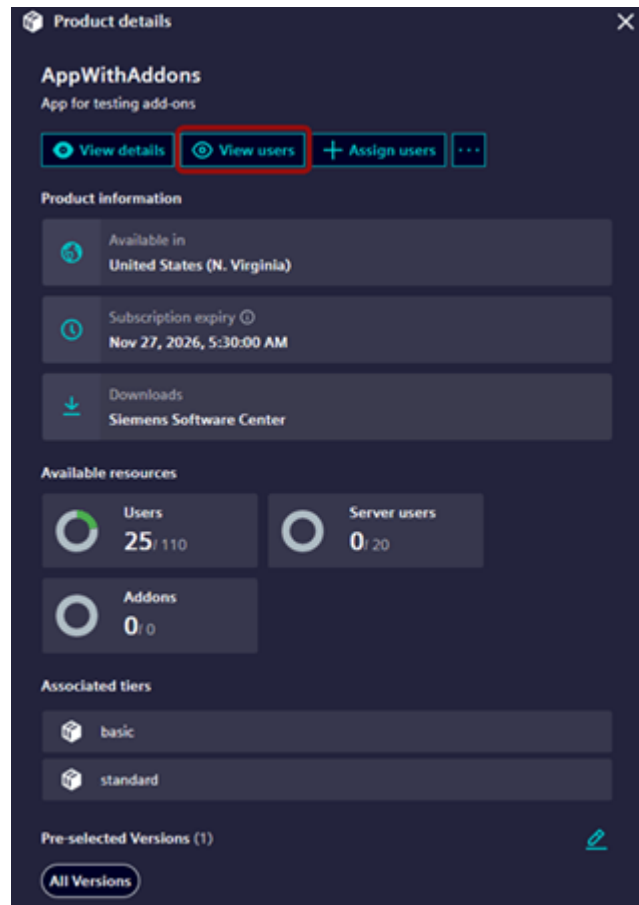 Product details
AppWithAddons
App for testing add-ons
View details View users Assign users ...
Product information
Available in
United States (N. Virginia)
Subscription expiry
Nov 27, 2026, 5:30:00 AM
Downloads
Siemens Software Center
Available resources
Users
25/ 110
Server users
0/ 20
Addons
0/ 0
Associated tiers
basic
standard
Pre-selected Versions (1)
All Versions